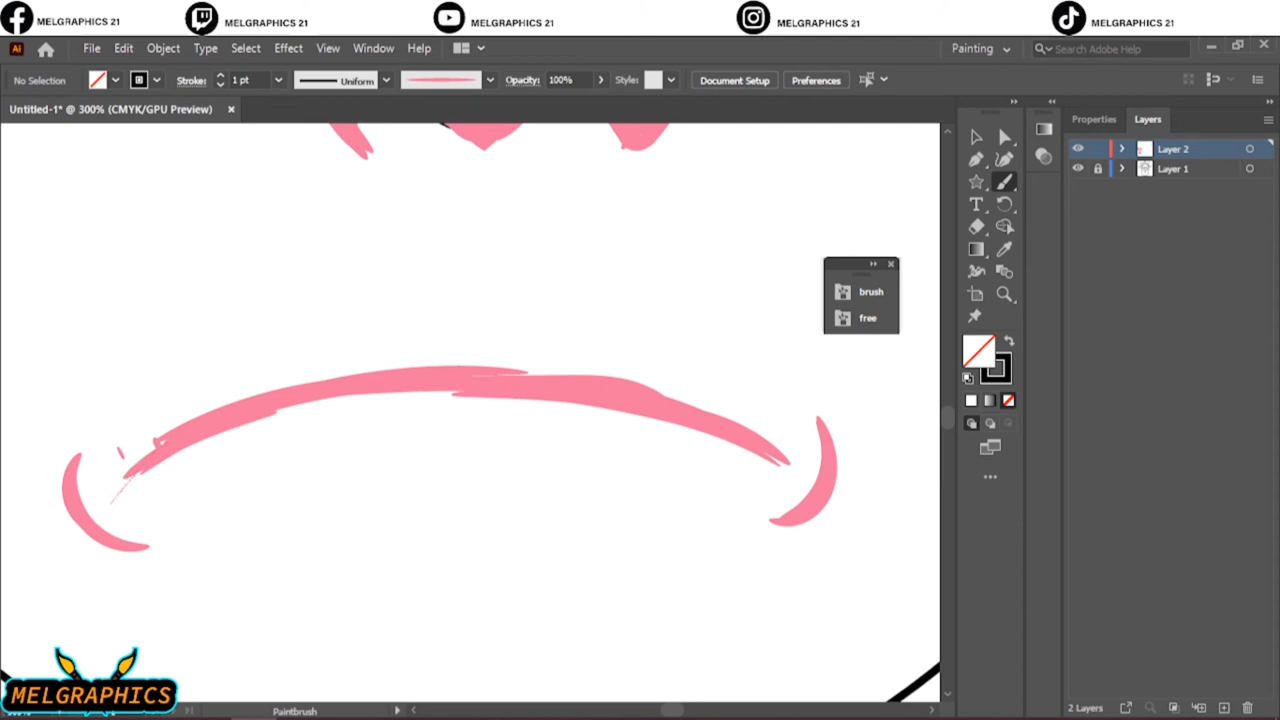 MELGRAPHICS 21 MELGRAPHICS 21 MELGRAPHICS 21 MELGRAPHICS 21 MELGRAPHICS 21
Ai File Edit Object Type Select Effect View Window Help Painting Search Adobe Help
No Selection Stroke: 1 pt Uniform Opacity: 100% Style: Document Setup Preferences
Untitled-1* @ 300% (CMYK/GPU Preview)
Properties Layers
Layer 2
Layer 1
brush
free
MELGRAPHICS
Paintbrush
2 Layers